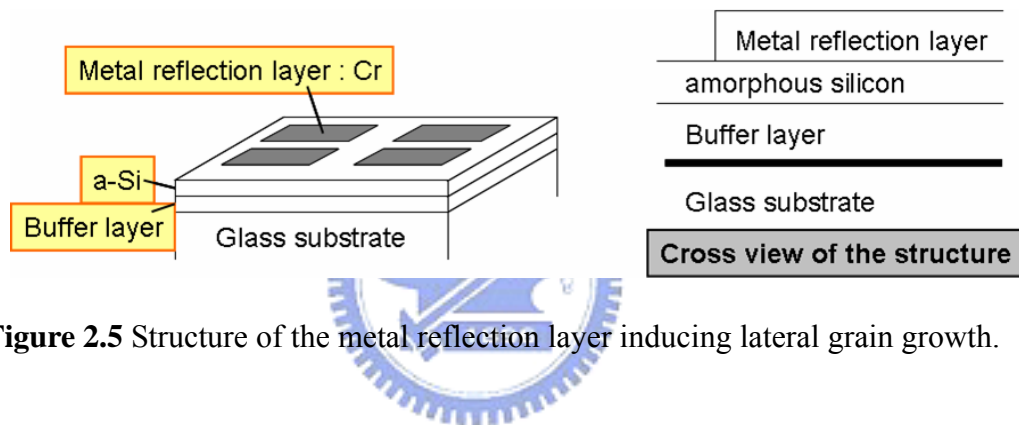 Metal reflection layer : Cr
a-Si
Buffer layer
Glass substrate
Metal reflection layer
amorphous silicon
Buffer layer
Glass substrate
Cross view of the structure
igure 2.5 Structure of the metal reflection layer inducing lateral grain growth.